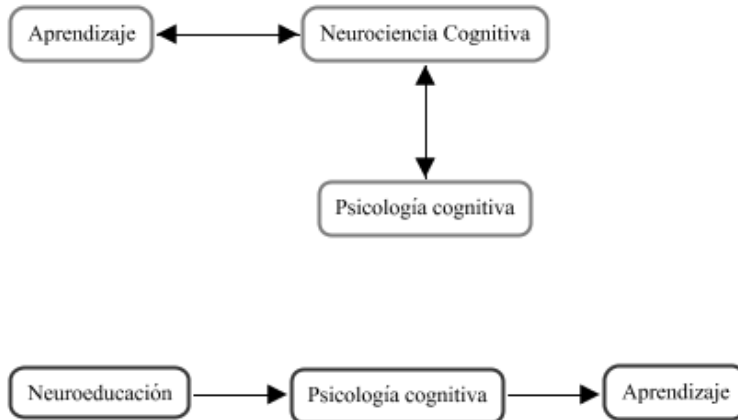 Aprendizaje
Neurociencia Cognitiva
Psicología cognitiva
Neuroeducación
Psicología cognitiva
Aprendizaje